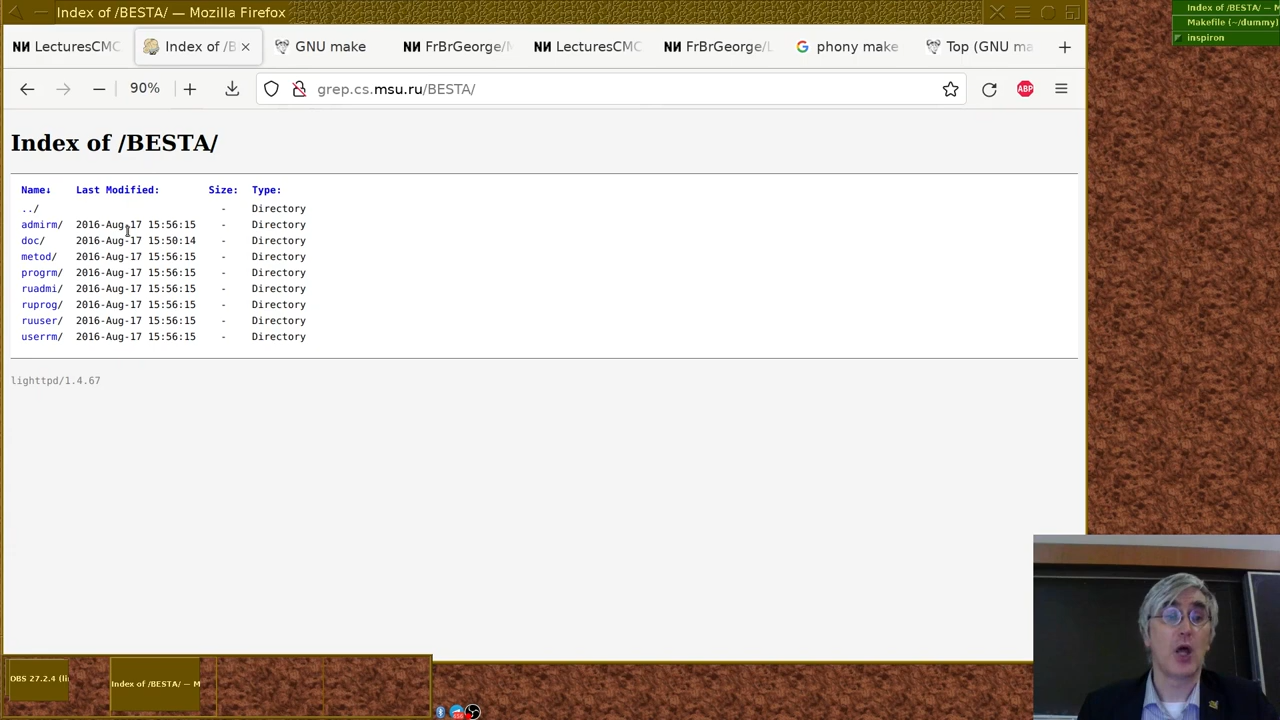 Index of /BESTA/ — Mozilla Firefox
Index of /BESTA/ — M
Makefile (~/dummy)
inspiron
LecturesCMC
Index of /B
GNU make
FrBrGeorge/M
LecturesCMC
FrBrGeorge/L
phony make
Top (GNU ma
90%
grep.cs.msu.ru/BESTA/
ABP
Index of /BESTA/
Name↓ Last Modified: Size: Type:
../ - Directory
admirm/ 2016-Aug-17 15:56:15 - Directory
doc/ 2016-Aug-17 15:50:14 - Directory
metod/ 2016-Aug-17 15:56:15 - Directory
progrm/ 2016-Aug-17 15:56:15 - Directory
ruadmi/ 2016-Aug-17 15:56:15 - Directory
ruprog/ 2016-Aug-17 15:56:15 - Directory
ruuser/ 2016-Aug-17 15:56:15 - Directory
userrm/ 2016-Aug-17 15:56:15 - Directory
lighttpd/1.4.67
OBS 27.2.4 (li
Index of /BESTA/ — M